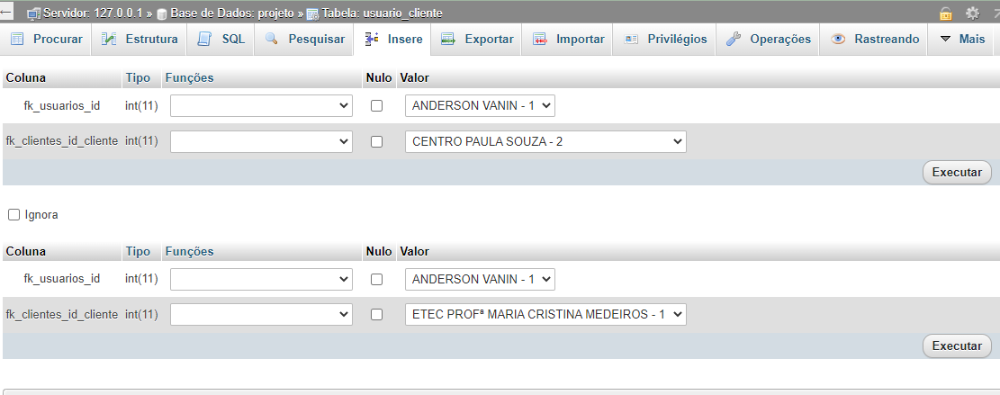 Servidor: 127.0.0.1 » Base de Dados: projeto » Tabela: usuario_cliente
Procurar Estrutura SQL Pesquisar Insere Exportar Importar Privilégios Operações Rastreando Mais
Coluna Tipo Funções Nulo Valor
fk_usuarios_id int(11) ANDERSON VANIN - 1
fk_clientes_id_cliente int(11) CENTRO PAULA SOUZA - 2
Executar
Ignora
Coluna Tipo Funções Nulo Valor
fk_usuarios_id int(11) ANDERSON VANIN - 1
fk_clientes_id_cliente int(11) ETEC PROFª MARIA CRISTINA MEDEIROS - 1
Executar